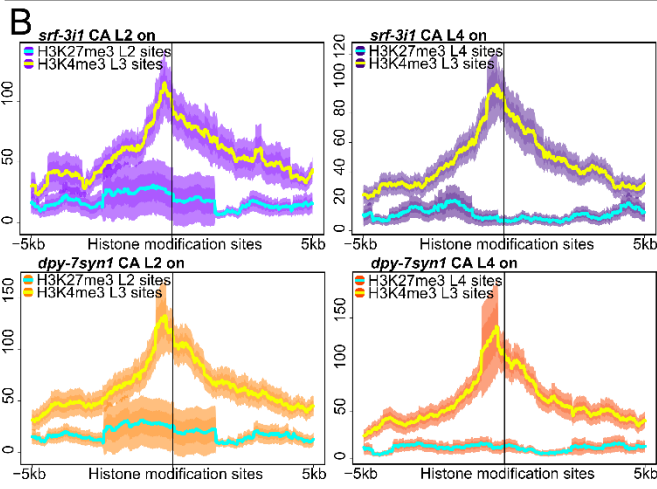 B
srf-3i1 CA L2 on
H3K27me3 L2 sites
H3K4me3 L3 sites
0 50 100
−5kb Histone modification sites 5kb
srf-3i1 CA L4 on
H3K27me3 L4 sites
H3K4me3 L3 sites
0 20 40 60 80 120
−5kb Histone modification sites 5kb
dpy-7syn1 CA L2 on
H3K27me3 L2 sites
H3K4me3 L3 sites
0 50 100 150
−5kb Histone modification sites 5kb
dpy-7syn1 CA L4 on
H3K27me3 L4 sites
H3K4me3 L3 sites
0 50 100 150
−5kb Histone modification sites 5kb